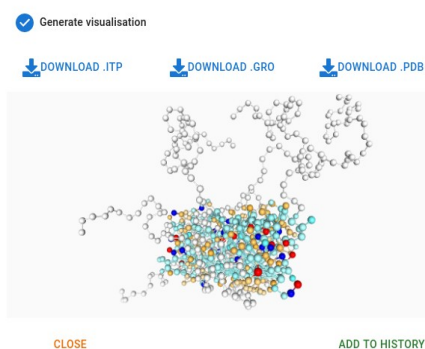 Generate visualisation
DOWNLOAD .ITP
DOWNLOAD .GRO
DOWNLOAD .PDB
CLOSE
ADD TO HISTORY